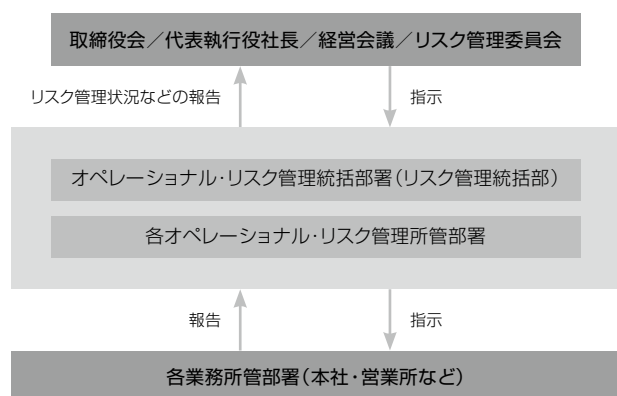 取締役会／代表執行役社長／経営会議／リスク管理委員会
リスク管理状況などの報告
指示
オペレーショナル・リスク管理統括部署（リスク管理統括部）
各オペレーショナル・リスク管理所管部署
報告
指示
各業務所管部署（本社・営業所など）